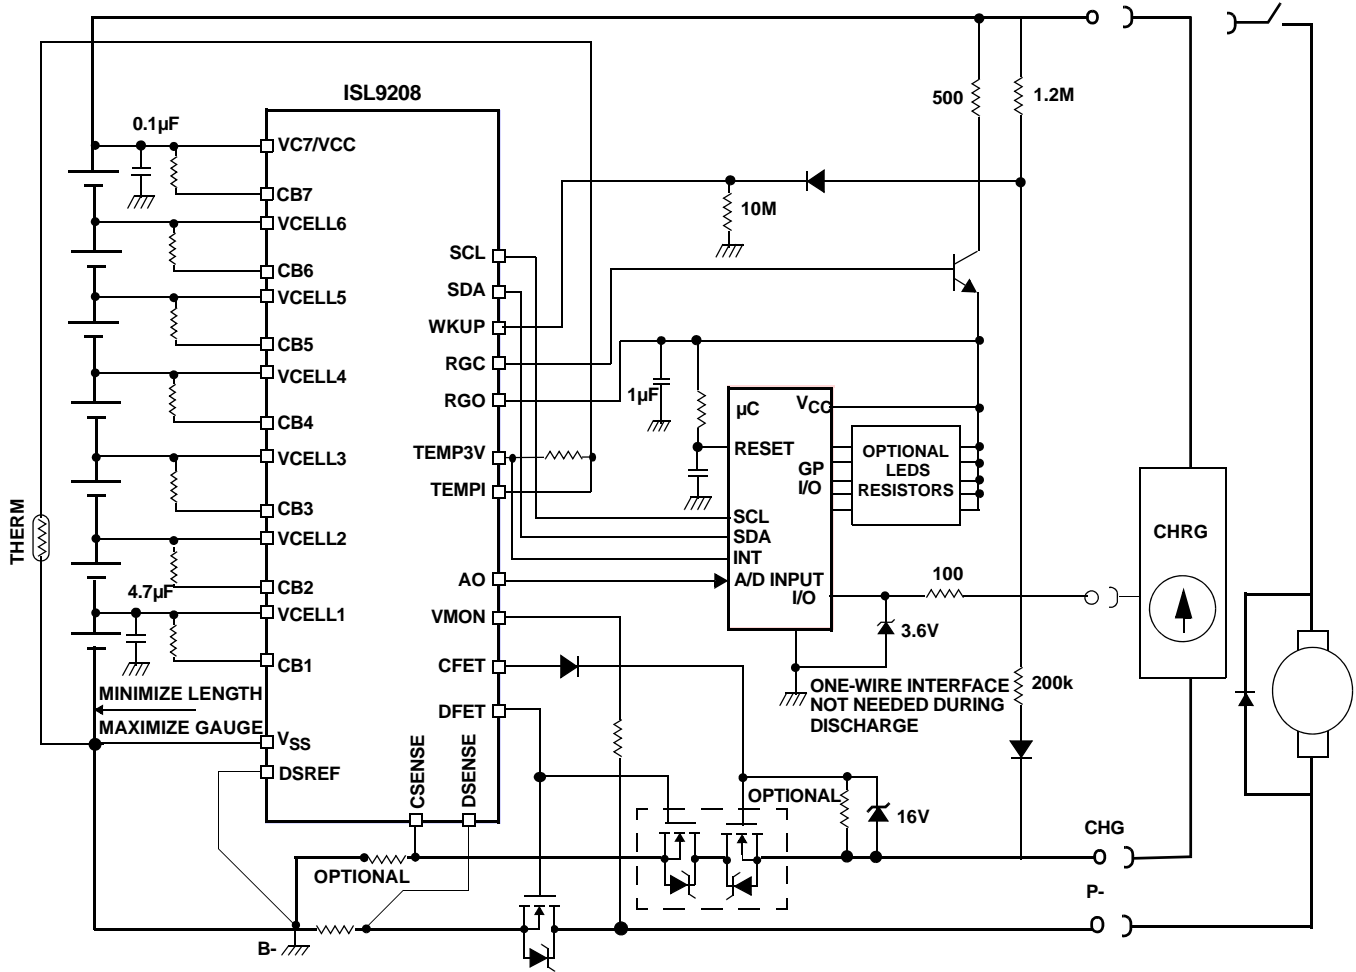 ISL9208
500
1.2M
0.1µF
VC7/VCC
CB7
VCELL6
10M
SCL
CB6
VCELL5
SDA
WKUP
CB5
RGC
VCELL4
1µF
RGO
µC
VCC
CB4
RESET
OPTIONAL
LEDS
RESISTORS
VCELL3
TEMP3V
GP
I/O
TEMPI
CB3
SCL
THERM
VCELL2
SDA
INT
CHRG
4.7µF
CB2
AO
A/D INPUT
I/O
100
VCELL1
VMON
3.6V
CB1
CFET
MINIMIZE LENGTH
MAXIMIZE GAUGE
ONE-WIRE INTERFACE
NOT NEEDED DURING
DISCHARGE
200k
DFET
VSS
DSREF
CSENSE
DSENSE
OPTIONAL
16V
CHG
OPTIONAL
P-
B-